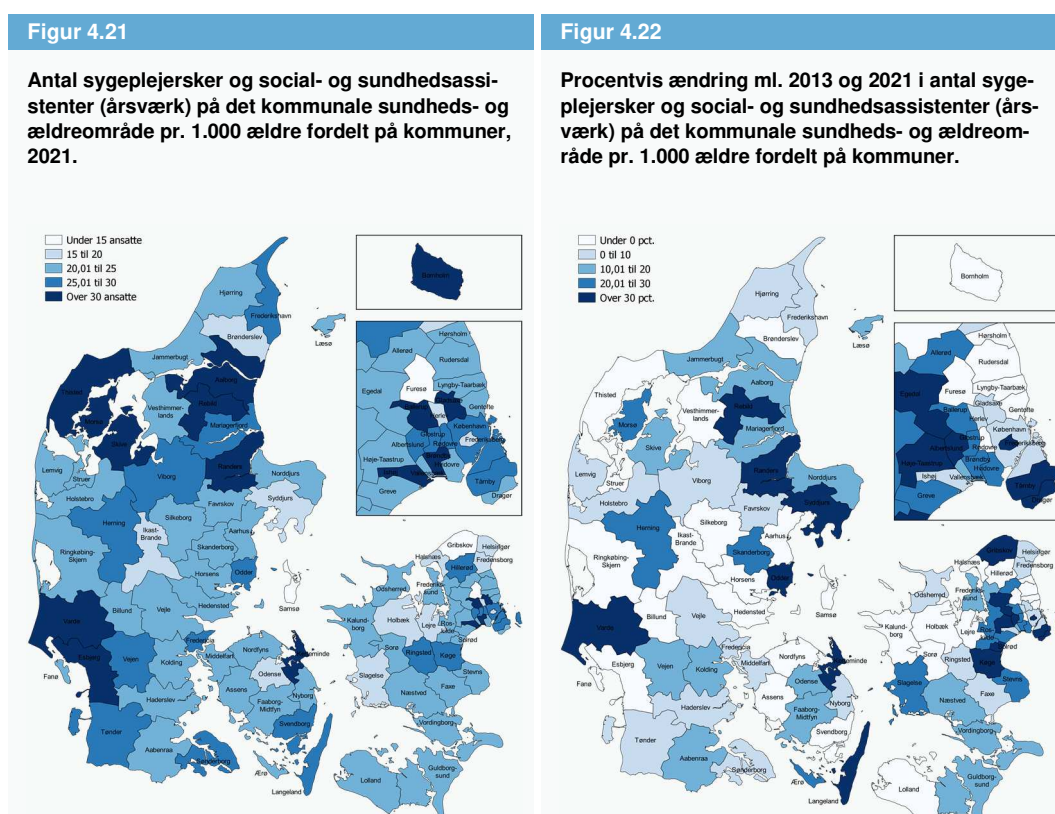 Figur 4.21
Antal sygeplejersker og social- og sundhedsassi-
stenter (årsværk) på det kommunale sundheds- og
ældreområde pr. 1.000 ældre fordelt på kommuner,
2021.
Under 15 ansatte
15 til 20
20,01 til 25
25,01 til 30
Over 30 ansatte
Bornholm
Hjørring
Frederikshavn
Læsø
Brønderslev
Jammerbugt
Aalborg
Thisted
Vesthimmer-
lands
Rebild
Mariagerfjord
Morsø
Skive
Lemvig
Struer
Viborg
Randers
Norddjurs
Holstebro
Favrskov
Syddjurs
Herning
Silkeborg
Ikast-
Brande
Aarhus
Skanderborg
Ringkøbing-
Skjern
Odder
Horsens
Samsø
Hedensted
Billund
Vejle
Varde
Esbjerg
Fanø
Vejen
Kolding
Fredericia
Middelfart
Nordfyns
Kerteminde
Odense
Assens
Nyborg
Haderslev
Faaborg-
Midtfyn
Svendborg
Tønder
Aabenraa
Sønderborg
Ærø
Langeland
Hørsholm
Allerød
Rudersdal
Egedal
Furesø
Lyngby-Taarbæk
Gladsaxe
Ballerup
Herlev
Gentofte
København
Glostrup
Frederiksberg
Albertslund
Rødovre
Brøndby
Høje-Taastrup
Hvidovre
Ishøj
Tårnby
Greve
Dragør
Gribskov
Helsingør
Halsnæs
Fredensborg
Hillerød
Odsherred
Frederiks-
sund
Kalund-
borg
Holbæk
Lejre
Ros-
kilde
Solrød
Sorø
Ringsted
Køge
Slagelse
Stevns
Næstved
Faxe
Vordingborg
Guldborg-
sund
Lolland
Figur 4.22
Procentvis ændring ml. 2013 og 2021 i antal syge-
plejersker og social- og sundhedsassistenter (års-
værk) på det kommunale sundheds- og ældreom-
råde pr. 1.000 ældre fordelt på kommuner.
Under 0 pct.
0 til 10
10,01 til 20
20,01 til 30
Over 30 pct.
Bornholm
Hjørring
Frederikshavn
Brønderslev
Læsø
Jammerbugt
Aalborg
Thisted
Vesthimmer-
lands
Rebild
Morsø
Mariagerfjord
Skive
Lemvig
Struer
Viborg
Randers
Norddjurs
Holstebro
Favrskov
Syddjurs
Herning
Silkeborg
Ikast-
Brande
Aarhus
Skanderborg
Ringkøbing-
Skjern
Odder
Horsens
Samsø
Hedensted
Billund
Vejle
Varde
Esbjerg
Fanø
Vejen
Kolding
Fredericia
Middelfart
Nordfyns
Kerteminde
Odense
Assens
Nyborg
Haderslev
Faaborg-
Midtfyn
Svendborg
Tønder
Aabenraa
Sønderborg
Ærø
Langeland
Hørsholm
Allerød
Rudersdal
Egedal
Furesø
Lyngby-Taarbæk
Gladsaxe
Ballerup
Herlev
Gentofte
København
Glostrup
Frederiksberg
Albertslund
Rødovre
Brøndby
Høje-Taastrup
Hvidovre
Ishøj
Vallensbæk
Tårnby
Greve
Dragør
Gribskov
Helsingør
Halsnæs
Fredensborg
Hillerød
Odsherred
Frederiks-
sund
Kalund-
borg
Holbæk
Lejre
Ros-
kilde
Solrød
Sorø
Ringsted
Køge
Slagelse
Stevns
Næstved
Faxe
Vordingborg
Guldborg-
sund
Lolland